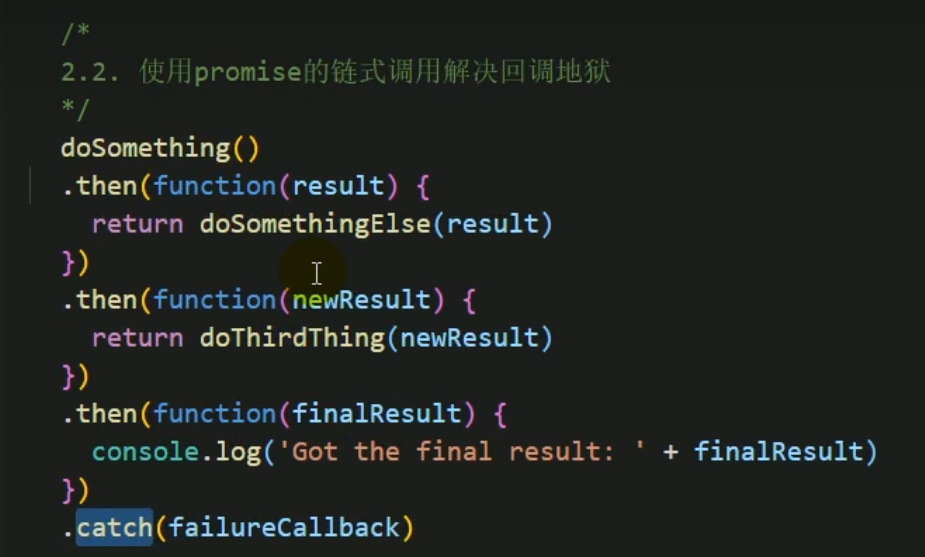 /*
2.2. 使用promise的链式调用解决回调地狱
*/
doSomething()
.then(function(result) {
  return doSomethingElse(result)
})
.then(function(newResult) {
  return doThirdThing(newResult)
})
.then(function(finalResult) {
  console.log('Got the final result: ' + finalResult)
})
.catch(failureCallback)